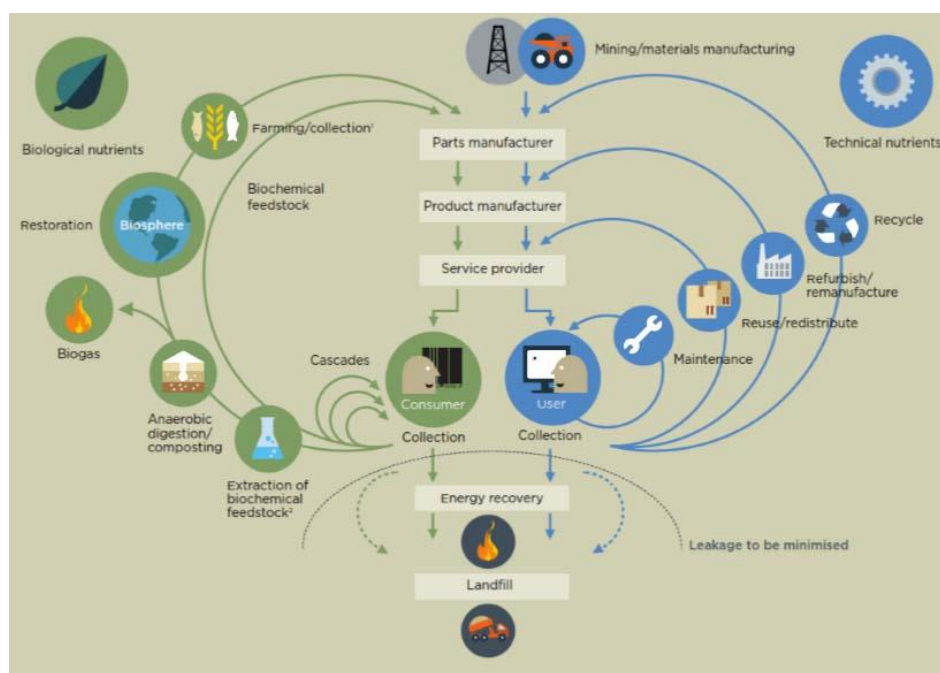 Mining/materials manufacturing
Biological nutrients
Technical nutrients
Farming/collection¹
Parts manufacturer
Biochemical
feedstock
Product manufacturer
Restoration
Biosphere
Recycle
Service provider
Refurbish/
remanufacture
Reuse/redistribute
Biogas
Cascades
Maintenance
Consumer
User
Anaerobic
digestion/
composting
Collection
Collection
Extraction of
biochemical
feedstock²
Energy recovery
Leakage to be minimised
Landfill